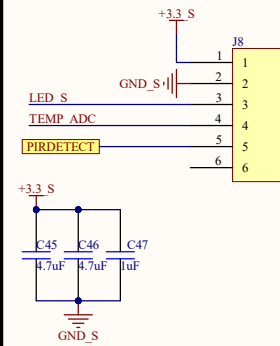 +3.3_S
J8
1 1
GND_S 2 2
LED_S 3 3
TEMP_ADC 4 4
PIRDETECT 5 5
6 6
+3.3_S
C45 C46 C47
4.7uF 4.7uF 1uF
GND_S